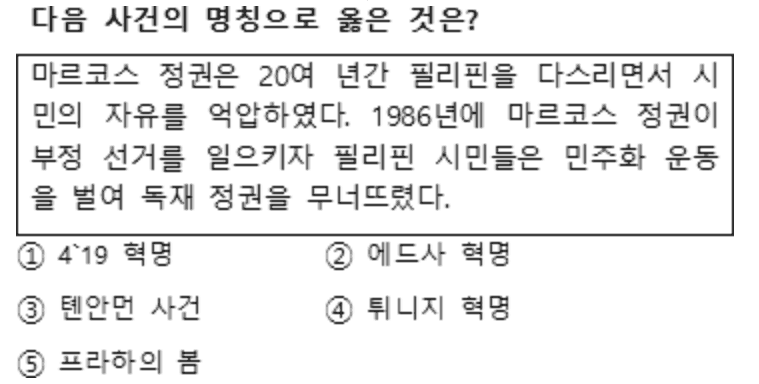 다음 사건의 명칭으로 옳은 것은?
마르코스 정권은 20여 년간 필리핀을 다스리면서 시
민의 자유를 억압하였다. 1986년에 마르코스 정권이
부정 선거를 일으키자 필리핀 시민들은 민주화 운동
을 벌여 독재 정권을 무너뜨렸다.
① 4`19 혁명 ② 에드사 혁명
③ 톈안먼 사건 ④ 튀니지 혁명
⑤ 프라하의 봄